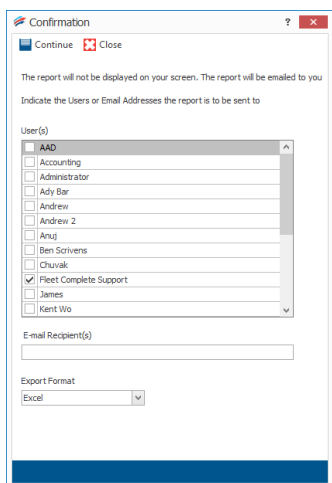 Confirmation ? X
Continue Close
The report will not be displayed on your screen. The report will be emailed to you
Indicate the Users or Email Addresses the report is to be sent to
User(s)
AAD
Accounting
Administrator
Ady Bar
Andrew
Andrew 2
Anuj
Ben Scrivens
Chuvak
Fleet Complete Support
James
Kent Wo
E-mail Recipient(s)
Export Format
Excel